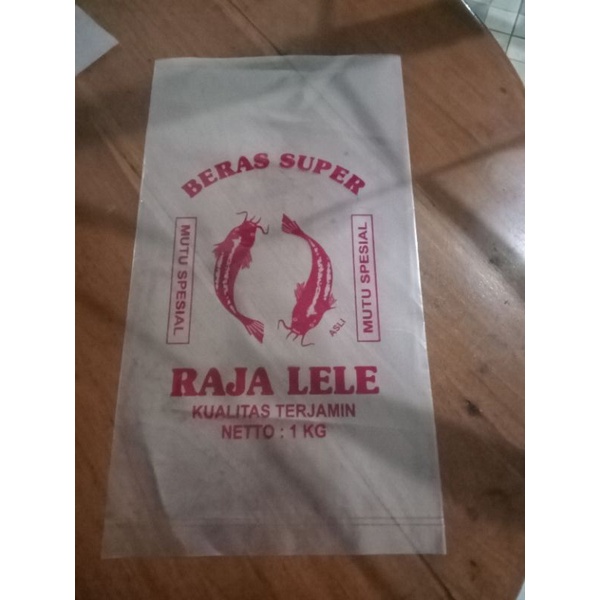 BERAS SUPER
MUTU SPESIAL
MUTU SPESIAL
ASLI
RAJA LELE
KUALITAS TERJAMIN
NETTO : 1 KG